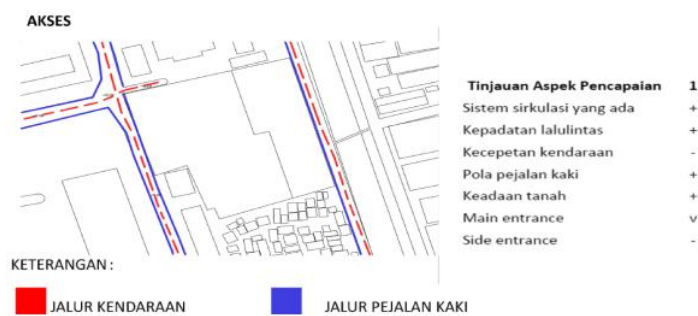 AKSES
Tinjauan Aspek Pencapaian 1
Sistem sirkulasi yang ada +
Kepadatan lalulintas +
Kecepetan kendaraan -
Pola pejalan kaki +
Keadaan tanah +
Main entrance v
Side entrance -
KETERANGAN :
JALUR KENDARAAN
JALUR PEJALAN KAKI